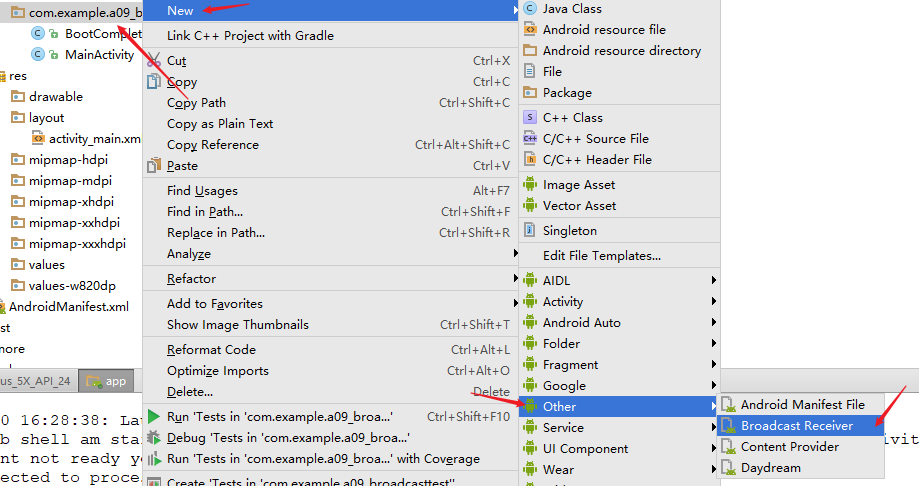 com.example.a09_b
BootComplet
MainActivity
res
drawable
layout
activity_main.xm
mipmap-hdpi
mipmap-mdpi
mipmap-xhdpi
mipmap-xxhdpi
mipmap-xxxhdpi
values
values-w820dp
AndroidManifest.xml
st
more
us_5X_API_24
app
0 16:28:38: La
b shell am sta
nt not ready y
ected to proce
New
Link C++ Project with Gradle
Cut Ctrl+X
Copy Ctrl+C
Copy Path Ctrl+Shift+C
Copy as Plain Text
Copy Reference Ctrl+Alt+Shift+C
Paste Ctrl+V
Find Usages Alt+F7
Find in Path... Ctrl+Shift+F
Replace in Path... Ctrl+Shift+R
Analyze
Refactor
Add to Favorites
Show Image Thumbnails Ctrl+Shift+T
Reformat Code Ctrl+Alt+L
Optimize Imports Ctrl+Alt+O
Delete... Delete
Run 'Tests in 'com.example.a09_broa...' Ctrl+Shift+F10
Debug 'Tests in 'com.example.a09_broa...'
Run 'Tests in 'com.example.a09_broa...' with Coverage
Create 'Tests in 'com.example.a09_broadcasttest''...
Java Class
Android resource file
Android resource directory
File
Package
C++ Class
C/C++ Source File
C/C++ Header File
Image Asset
Vector Asset
Singleton
Edit File Templates...
AIDL
Activity
Android Auto
Folder
Fragment
Google
Other
Service
UI Component
Wear
Android Manifest File
Broadcast Receiver
Content Provider
Daydream
ivit